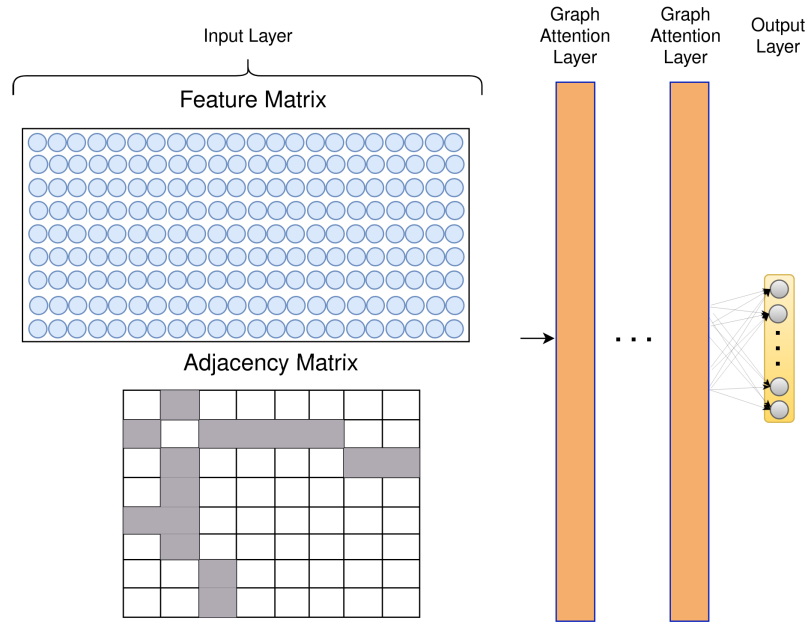 Input Layer
Feature Matrix
Adjacency Matrix
Graph
Attention
Layer
Graph
Attention
Layer
Output
Layer